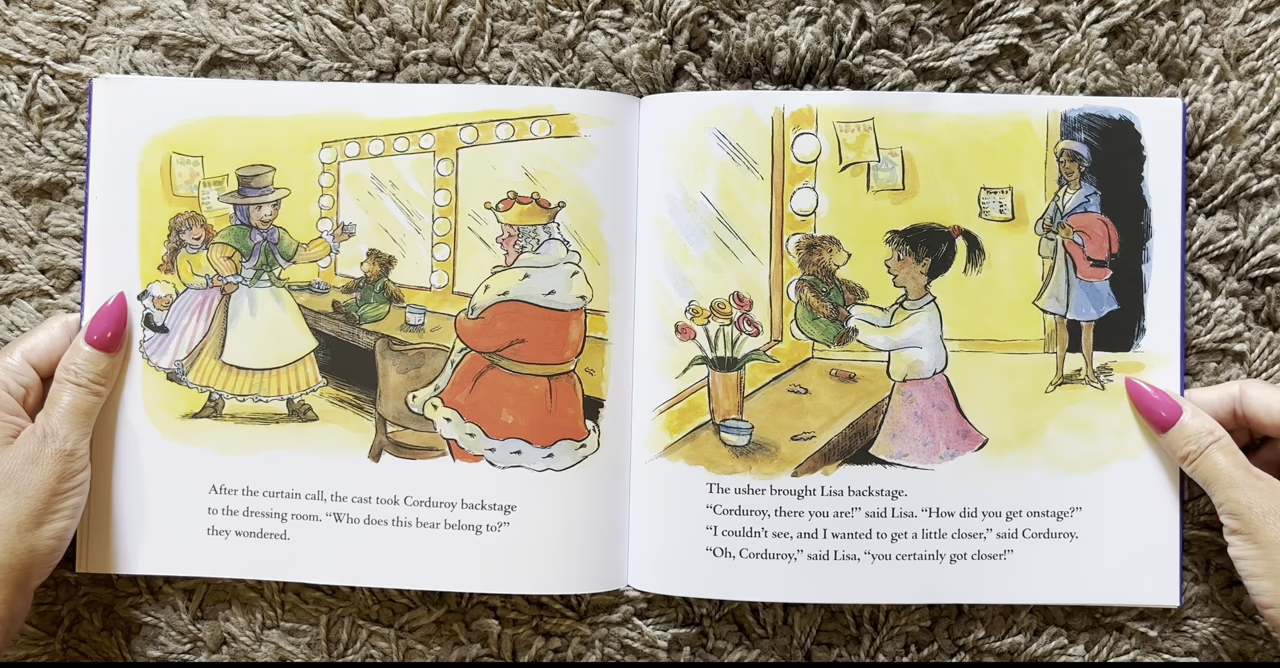 After the curtain call, the cast took Corduroy backstage
to the dressing room. “Who does this bear belong to?”
they wondered.
The usher brought Lisa backstage.
“Corduroy, there you are!” said Lisa. “How did you get onstage?”
“I couldn’t see, and I wanted to get a little closer,” said Corduroy.
“Oh, Corduroy,” said Lisa, “you certainly got closer!”